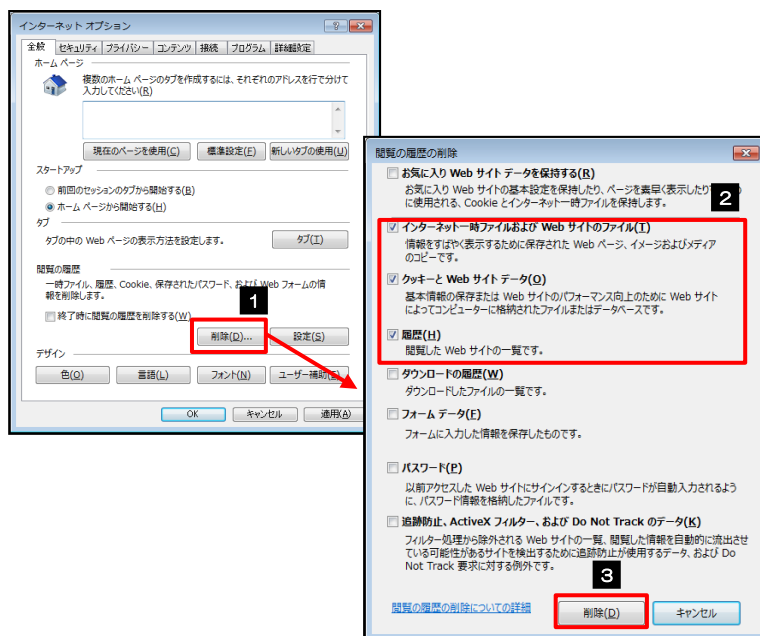 インターネット オプション
全般 セキュリティ プライバシー コンテンツ 接続 プログラム 詳細設定
ホーム ページ
複数のホーム ページのタブを作成するには、それぞれのアドレスを行で分けて
入力してください(R)
現在のページを使用(C) 標準設定(F) 新しいタブの使用(U)
スタートアップ
前回のセッションのタブから開始する(B)
ホーム ページから開始する(H)
タブ
タブの中の Web ページの表示方法を設定します。 タブ(T)
閲覧の履歴
一時ファイル、履歴、Cookie、保存されたパスワード、および Web フォームの情
報を削除します。
1
終了時に閲覧の履歴を削除する(W)
削除(D)... 設定(S)
デザイン
色(O) 言語(L) フォント(N) ユーザー補助(E)
OK キャンセル 適用(A)
閲覧の履歴の削除
お気に入り Web サイト データを保持する(R)
お気に入り Web サイトの基本設定を保持したり、ページを素早く表示したり
に使用される、Cookie とインターネット一時ファイルを保持します。
2
インターネット一時ファイルおよび Web サイトのファイル(T)
情報をすばやく表示するために保存された Web ページ、イメージおよびメディア
のコピーです。
クッキーと Web サイト データ(O)
基本情報の保存または Web サイトのパフォーマンス向上のために Web サイト
によってコンピューターに格納されたファイルまたはデータベースです。
履歴(H)
閲覧した Web サイトの一覧です。
ダウンロードの履歴(W)
ダウンロードしたファイルの一覧です。
フォーム データ(F)
フォームに入力した情報を保存したものです。
パスワード(P)
以前アクセスした Web サイトにサインインするときにパスワードが自動入力されるよう
に、パスワード情報を格納したファイルです。
追跡防止、ActiveX フィルター、および Do Not Track のデータ(K)
フィルター処理から除外される Web サイトの一覧、閲覧した情報を自動的に流出させ
ている可能性があるサイトを検出するために追跡防止が使用するデータ、および Do
Not Track 要求に対する例外です。
3
閲覧の履歴の削除についての詳細 削除(D) キャンセル